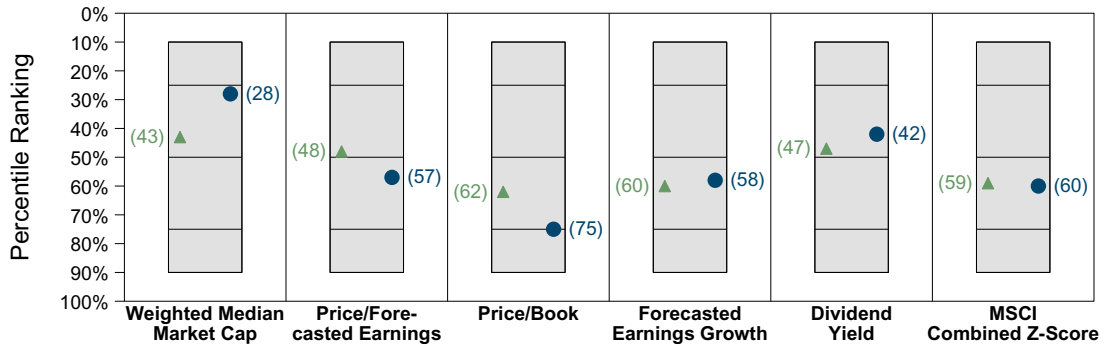 Percentile Ranking
0%
10%
20%
30%
40%
50%
60%
70%
80%
90%
100%
(43)
(28)
(48)
(57)
(62)
(75)
(60)
(58)
(47)
(42)
(59)
(60)
Weighted Median
Market Cap
Price/Fore-
casted Earnings
Price/Book
Forecasted
Earnings Growth
Dividend
Yield
MSCI
Combined Z-Score